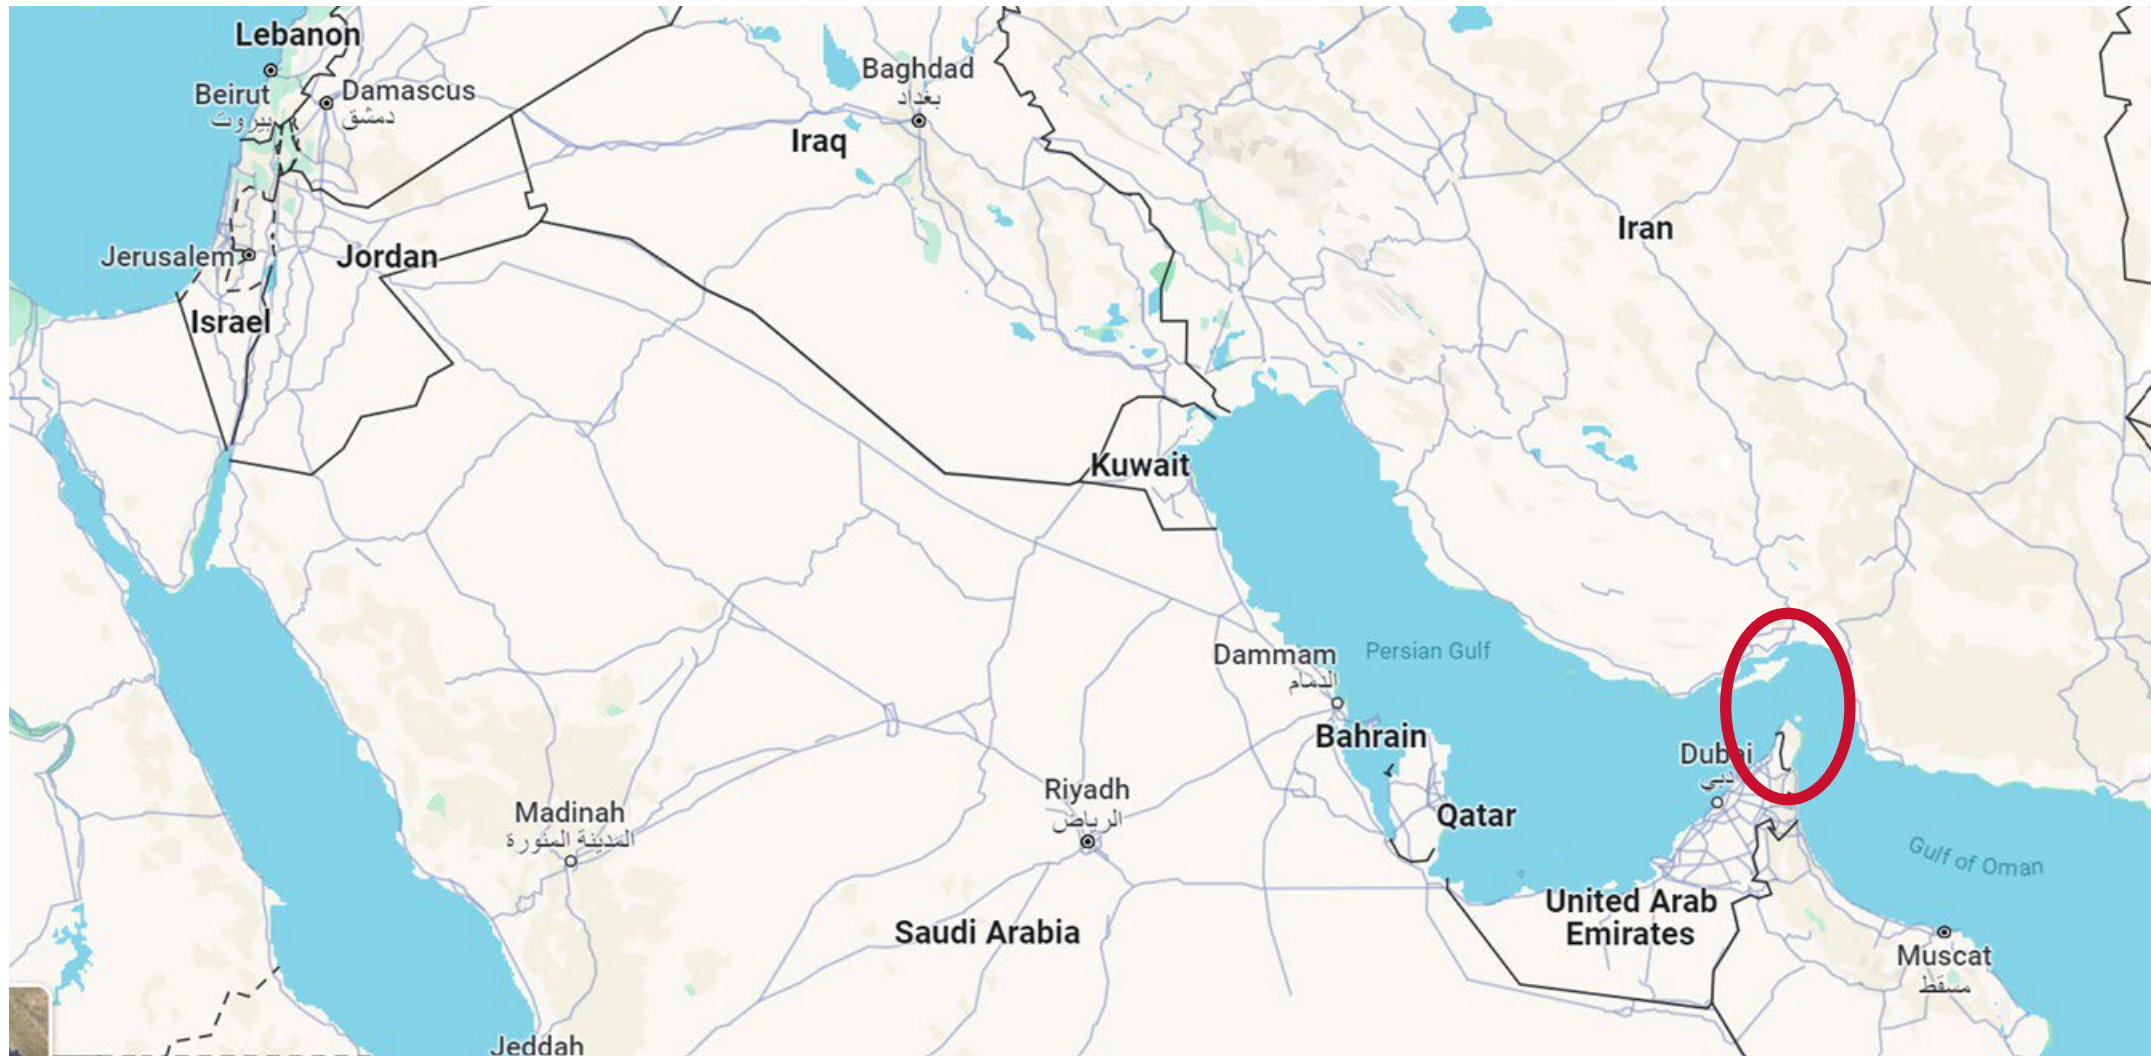 Lebanon
Beirut
بيروت
Damascus
دمشق
Baghdad
بغداد
Iraq
Iran
Jerusalem
Jordan
Israel
Kuwait
Persian Gulf
Dammam
الدمام
Bahrain
Dubai
دبي
Riyadh
الرياض
Madinah
المدينة المنورة
Qatar
Gulf of Oman
Saudi Arabia
United Arab
Emirates
Muscat
مسقط
Jeddah